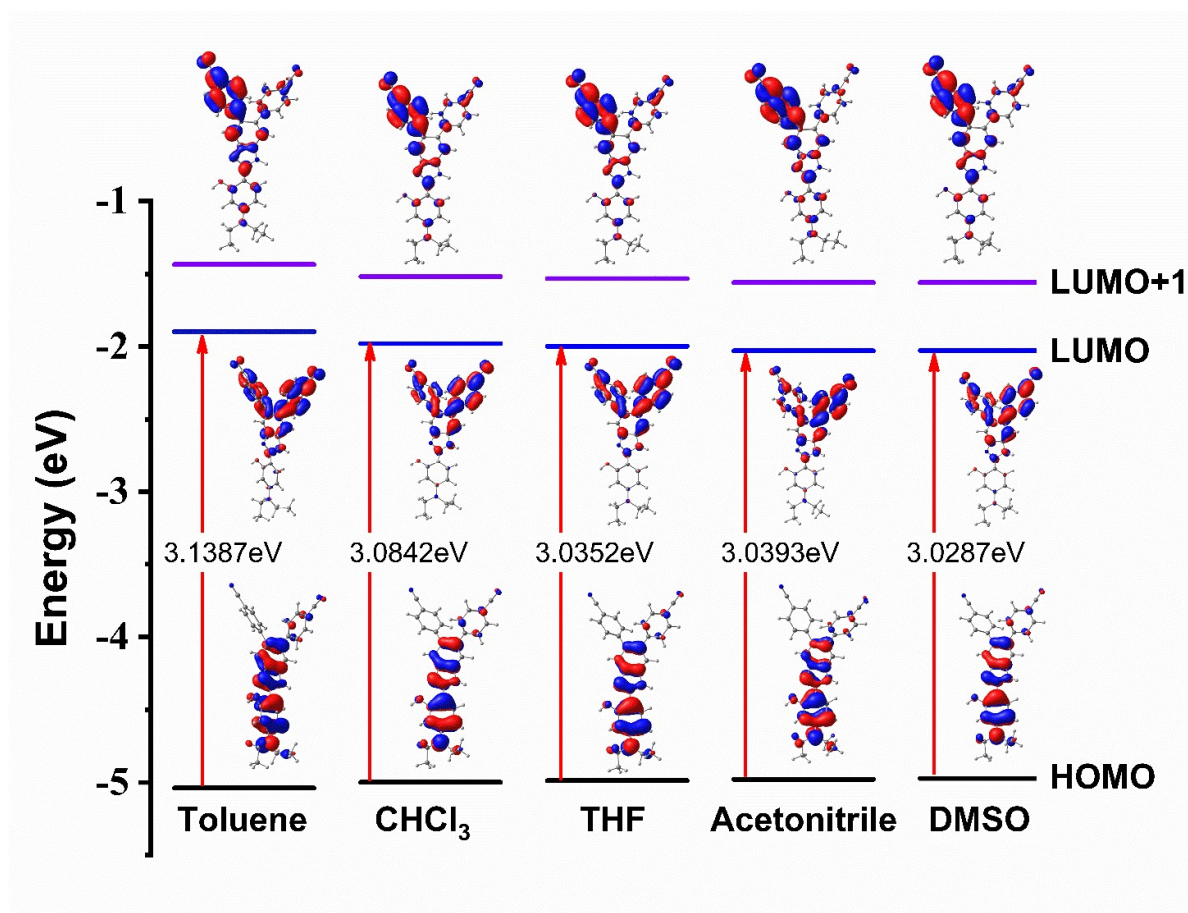 -1
LUMO+1
-2
LUMO
-3
3.1387eV 3.0842eV 3.0352eV 3.0393eV 3.0287eV
-4
-5
HOMO
Toluene CHCl₃ THF Acetonitrile DMSO
Energy (eV)